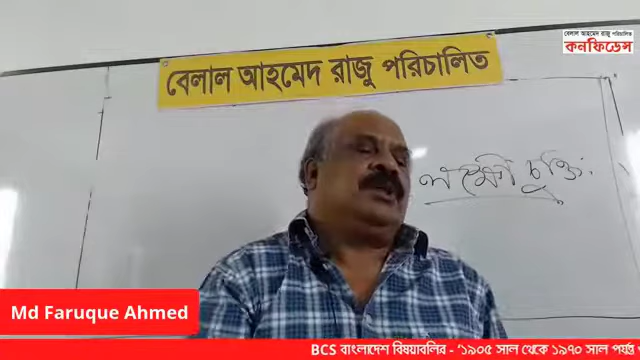 বেলাল আহমেদ রাজু পরিচালিত
কনফিডেন্স
বেলাল আহমেদ রাজু পরিচালিত
লক্ষ্ণৌ চুক্তি:
Md Faruque Ahmed
BCS বাংলাদেশ বিষয়াবলির - '১৯০৫ সাল থেকে ১৯৭০ সাল পর্যন্ত